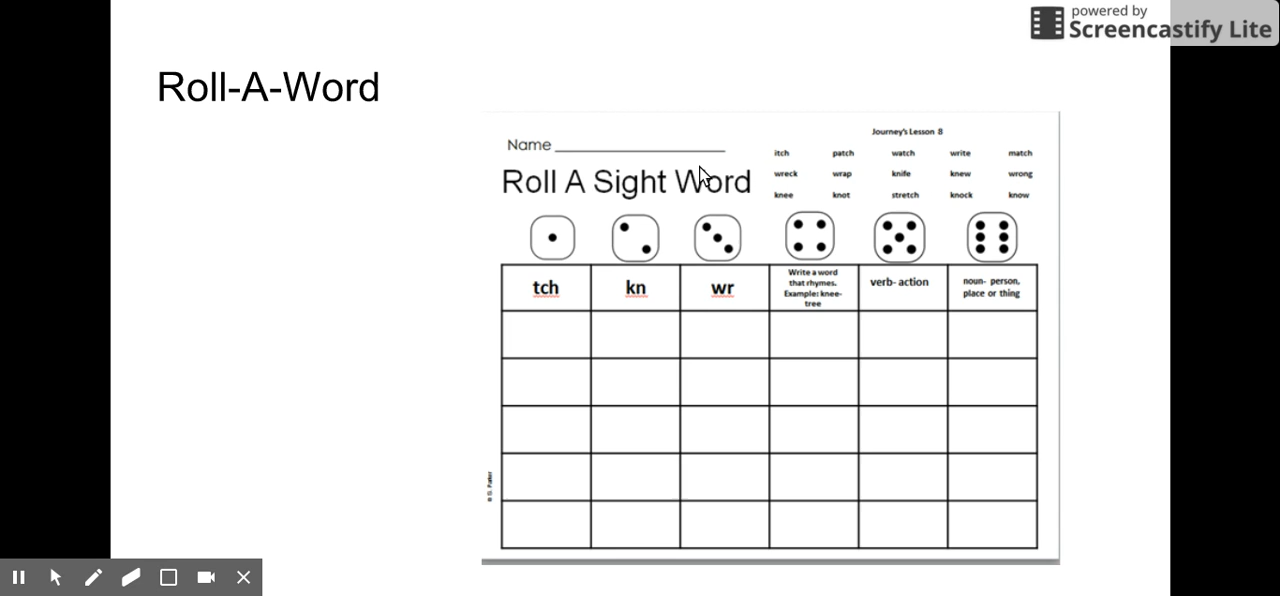 powered by
Screencastify Lite
Roll-A-Word
Journey's Lesson 8
Name
itch patch watch write match
Roll A Sight Word
wreck wrap knife knew wrong
knee knot stretch knock know
tch kn wr
Write a word
that rhymes.
Example: knee-
tree
verb- action
noun- person,
place or thing